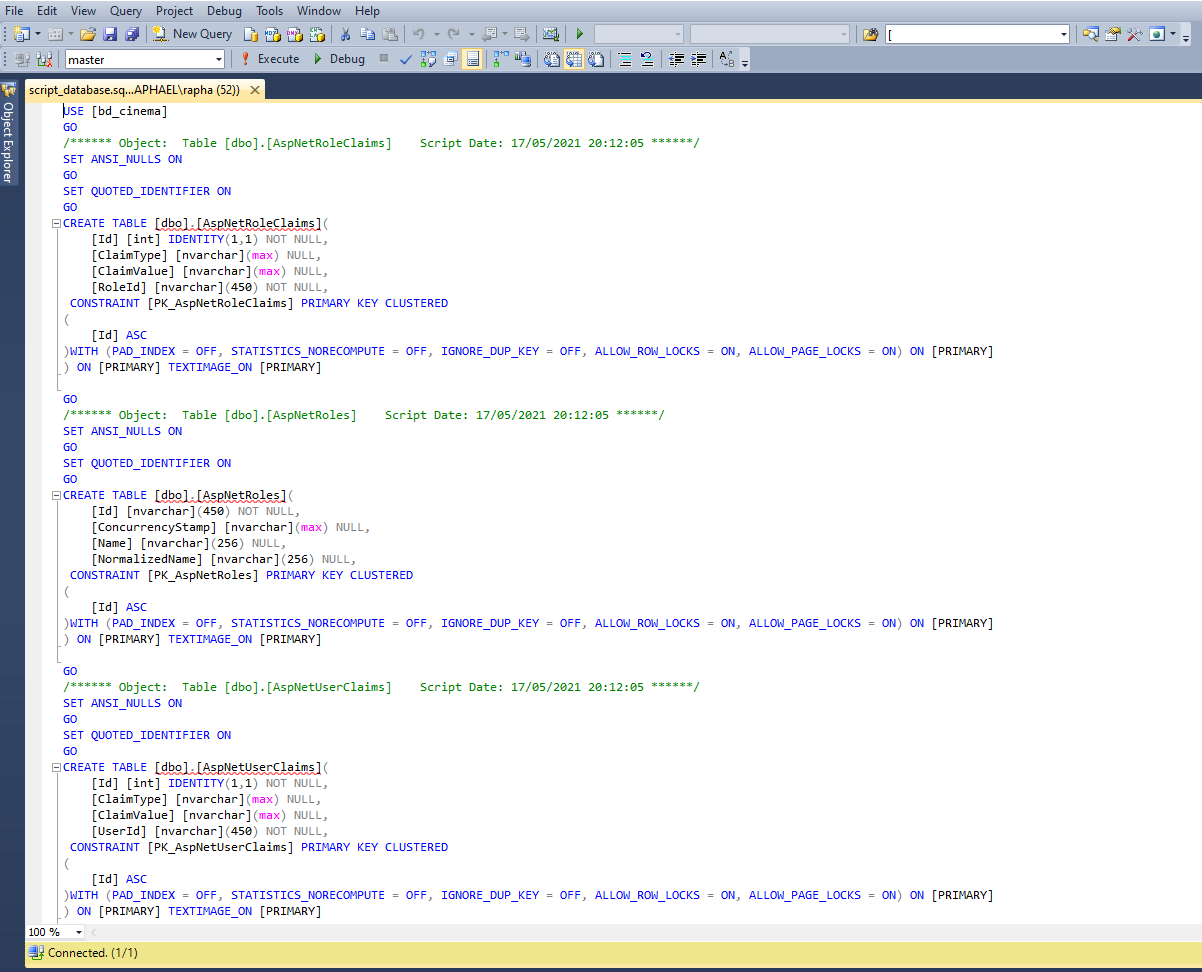 File Edit View Query Project Debug Tools Window Help
New Query [
master Execute Debug
script_database.sq...APHAEL\rapha (52))
Object Explorer
USE [bd_cinema]
GO
/****** Object:  Table [dbo].[AspNetRoleClaims]    Script Date: 17/05/2021 20:12:05 ******/
SET ANSI_NULLS ON
GO
SET QUOTED_IDENTIFIER ON
GO
CREATE TABLE [dbo].[AspNetRoleClaims](
    [Id] [int] IDENTITY(1,1) NOT NULL,
    [ClaimType] [nvarchar](max) NULL,
    [ClaimValue] [nvarchar](max) NULL,
    [RoleId] [nvarchar](450) NOT NULL,
 CONSTRAINT [PK_AspNetRoleClaims] PRIMARY KEY CLUSTERED
(
    [Id] ASC
)WITH (PAD_INDEX = OFF, STATISTICS_NORECOMPUTE = OFF, IGNORE_DUP_KEY = OFF, ALLOW_ROW_LOCKS = ON, ALLOW_PAGE_LOCKS = ON) ON [PRIMARY]
) ON [PRIMARY] TEXTIMAGE_ON [PRIMARY]
GO
/****** Object:  Table [dbo].[AspNetRoles]    Script Date: 17/05/2021 20:12:05 ******/
SET ANSI_NULLS ON
GO
SET QUOTED_IDENTIFIER ON
GO
CREATE TABLE [dbo].[AspNetRoles](
    [Id] [nvarchar](450) NOT NULL,
    [ConcurrencyStamp] [nvarchar](max) NULL,
    [Name] [nvarchar](256) NULL,
    [NormalizedName] [nvarchar](256) NULL,
 CONSTRAINT [PK_AspNetRoles] PRIMARY KEY CLUSTERED
(
    [Id] ASC
)WITH (PAD_INDEX = OFF, STATISTICS_NORECOMPUTE = OFF, IGNORE_DUP_KEY = OFF, ALLOW_ROW_LOCKS = ON, ALLOW_PAGE_LOCKS = ON) ON [PRIMARY]
) ON [PRIMARY] TEXTIMAGE_ON [PRIMARY]
GO
/****** Object:  Table [dbo].[AspNetUserClaims]    Script Date: 17/05/2021 20:12:05 ******/
SET ANSI_NULLS ON
GO
SET QUOTED_IDENTIFIER ON
GO
CREATE TABLE [dbo].[AspNetUserClaims](
    [Id] [int] IDENTITY(1,1) NOT NULL,
    [ClaimType] [nvarchar](max) NULL,
    [ClaimValue] [nvarchar](max) NULL,
    [UserId] [nvarchar](450) NOT NULL,
 CONSTRAINT [PK_AspNetUserClaims] PRIMARY KEY CLUSTERED
(
    [Id] ASC
)WITH (PAD_INDEX = OFF, STATISTICS_NORECOMPUTE = OFF, IGNORE_DUP_KEY = OFF, ALLOW_ROW_LOCKS = ON, ALLOW_PAGE_LOCKS = ON) ON [PRIMARY]
) ON [PRIMARY] TEXTIMAGE_ON [PRIMARY]
100 %
Connected. (1/1)